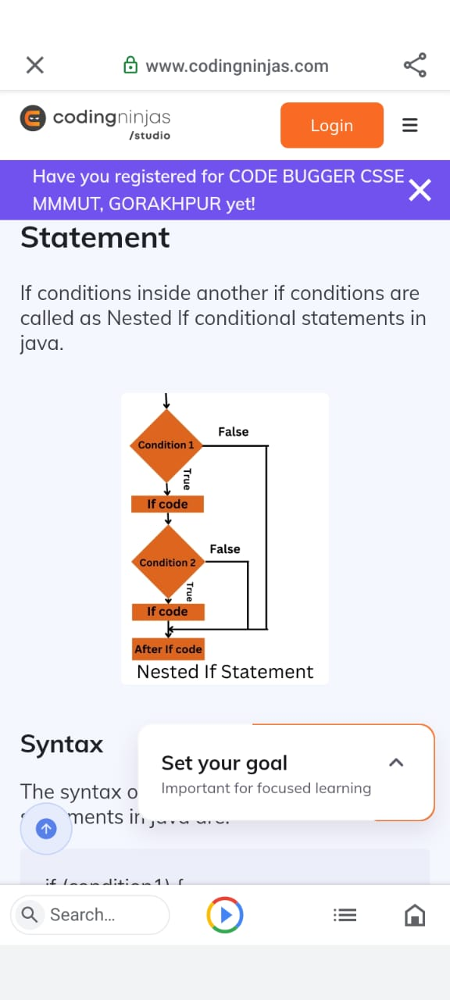 www.codingninjas.com
codingninjas
/studio
Login
Have you registered for CODE BUGGER CSSE
MMMUT, GORAKHPUR yet!
Statement
If conditions inside another if conditions are
called as Nested If conditional statements in
java.
Condition 1
False
True
If code
Condition 2
False
True
If code
After If code
Nested If Statement
Syntax
Set your goal
Important for focused learning
The syntax o
ments in java are:
if (condition1) {
Search...